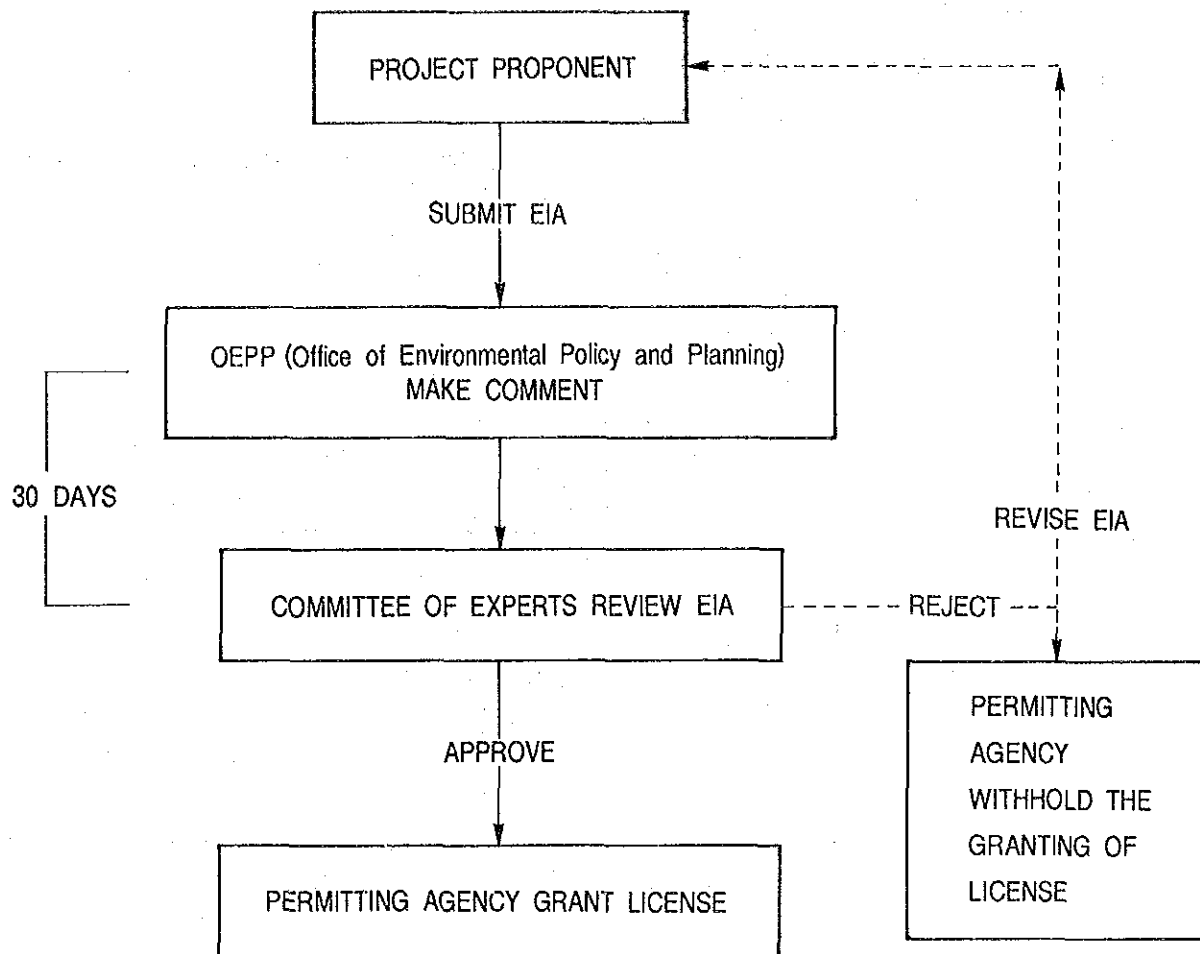 PROJECT PROPONENT
SUBMIT EIA
OEPP (Office of Environmental Policy and Planning)
MAKE COMMENT
30 DAYS
REVISE EIA
COMMITTEE OF EXPERTS REVIEW EIA
REJECT
APPROVE
PERMITTING
AGENCY
WITHHOLD THE
GRANTING OF
LICENSE
PERMITTING AGENCY GRANT LICENSE